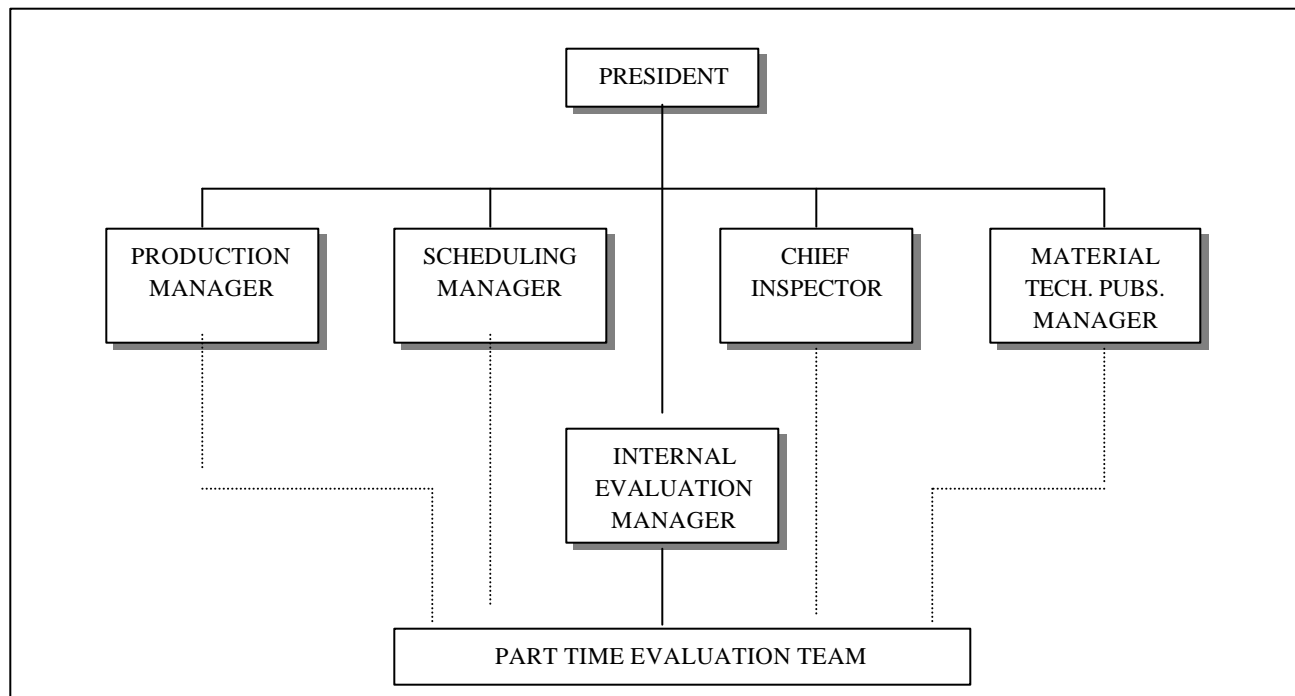 PRESIDENT
PRODUCTION
MANAGER
SCHEDULING
MANAGER
CHIEF
INSPECTOR
MATERIAL
TECH. PUBS.
MANAGER
INTERNAL
EVALUATION
MANAGER
PART TIME EVALUATION TEAM